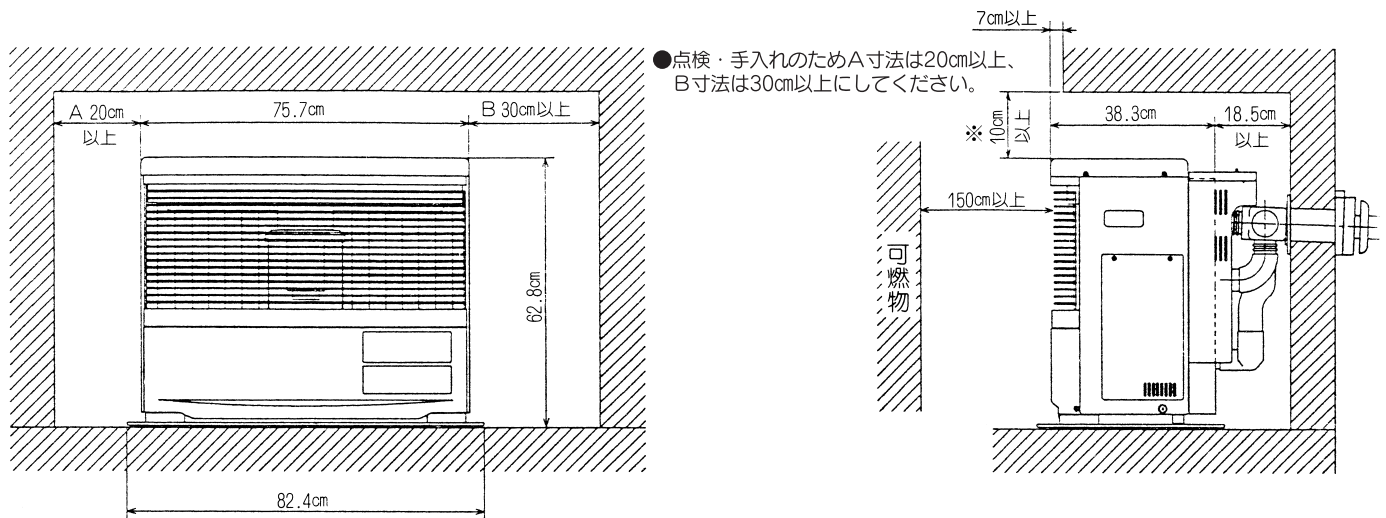 A 20cm
以上
75.7cm
B 30cm以上
62.8cm
82.4cm
●点検・手入れのためA寸法は20cm以上、
B寸法は30cm以上にしてください。
7cm以上
※
10cm
以上
38.3cm
18.5cm
以上
150cm以上
可燃物